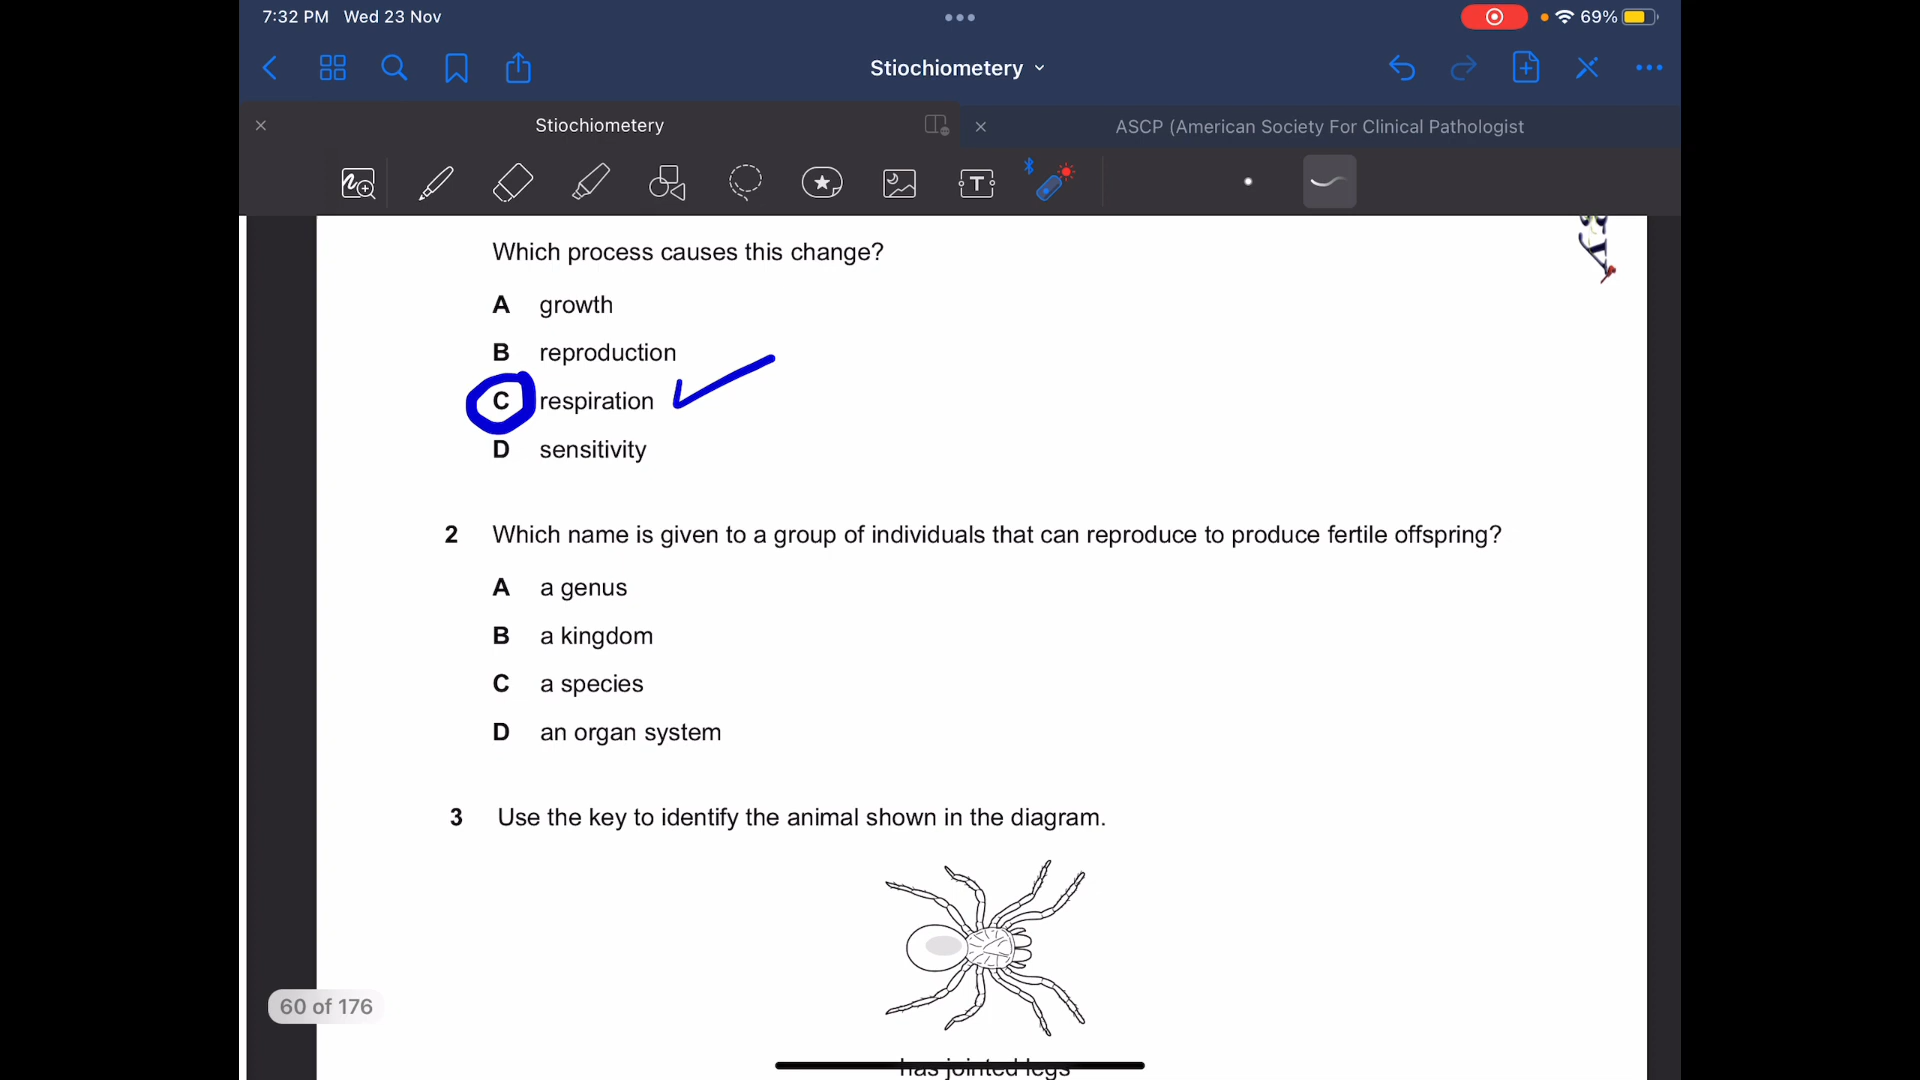 7:32 PM Wed 23 Nov
69%
Stiochiometery
Stiochiometery
ASCP (American Society For Clinical Pathologist
T
Which process causes this change?
A growth
B reproduction
C respiration
D sensitivity
2 Which name is given to a group of individuals that can reproduce to produce fertile offspring?
A a genus
B a kingdom
C a species
D an organ system
3 Use the key to identify the animal shown in the diagram.
60 of 176
has jointed legs